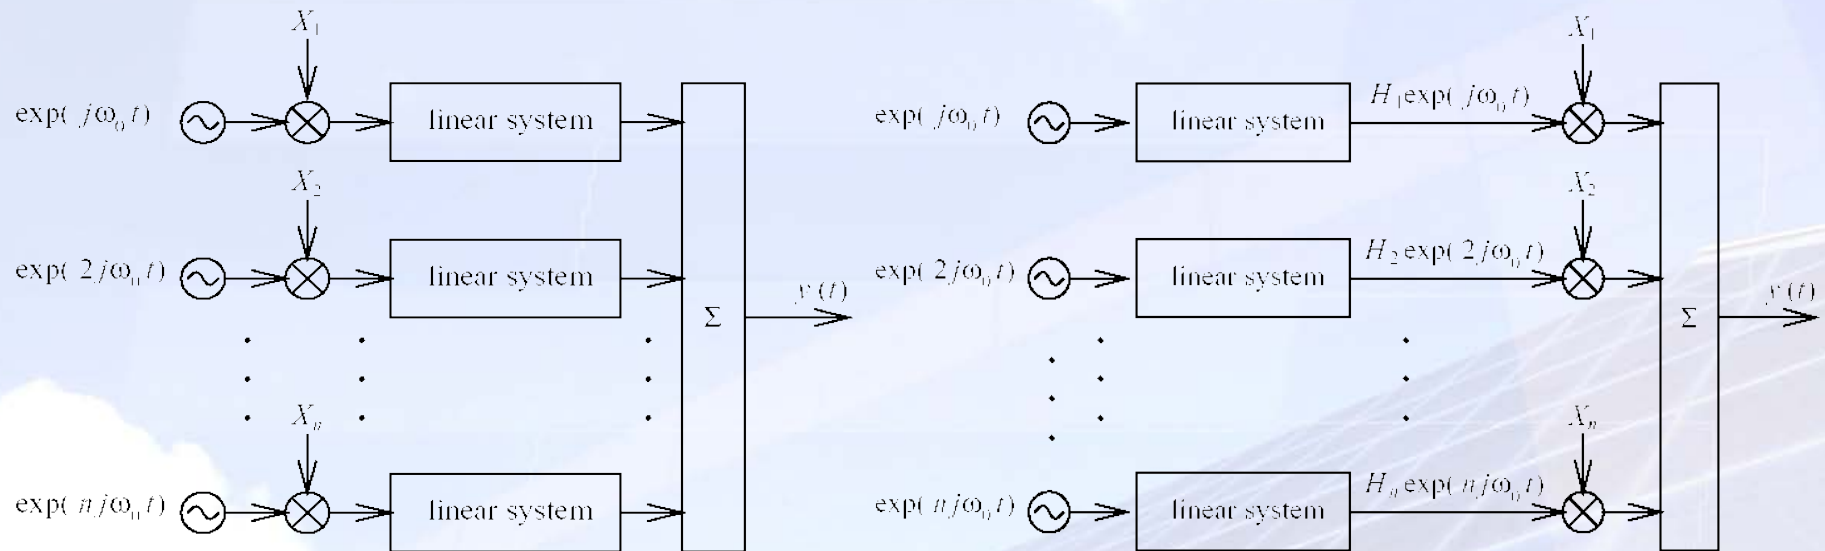 X₁
exp( jω₀ t)
linear system
X₂
exp( 2jω₀ t)
linear system
Σ
y (t)
Xₙ
exp( njω₀ t)
linear system
X₁
exp( jω₀ t)
linear system
H₁ exp( jω₀ t)
X₂
exp( 2jω₀ t)
linear system
H₂ exp( 2jω₀ t)
Σ
y (t)
Xₙ
exp( njω₀ t)
linear system
Hₙ exp( njω₀ t)